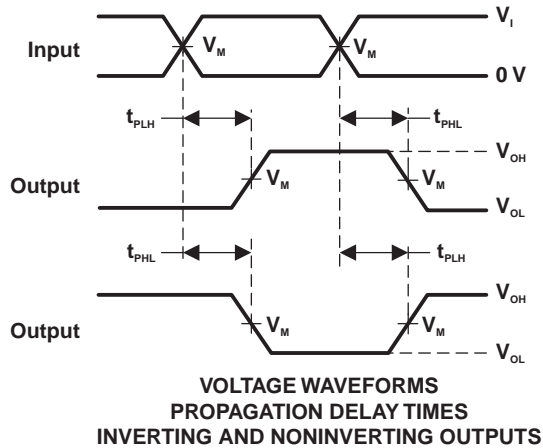 V_I
Input
V_M
V_M
0 V
t_PLH
t_PHL
V_OH
Output
V_M
V_M
V_OL
t_PHL
t_PLH
V_OH
Output
V_M
V_M
V_OL
VOLTAGE WAVEFORMS
PROPAGATION DELAY TIMES
INVERTING AND NONINVERTING OUTPUTS